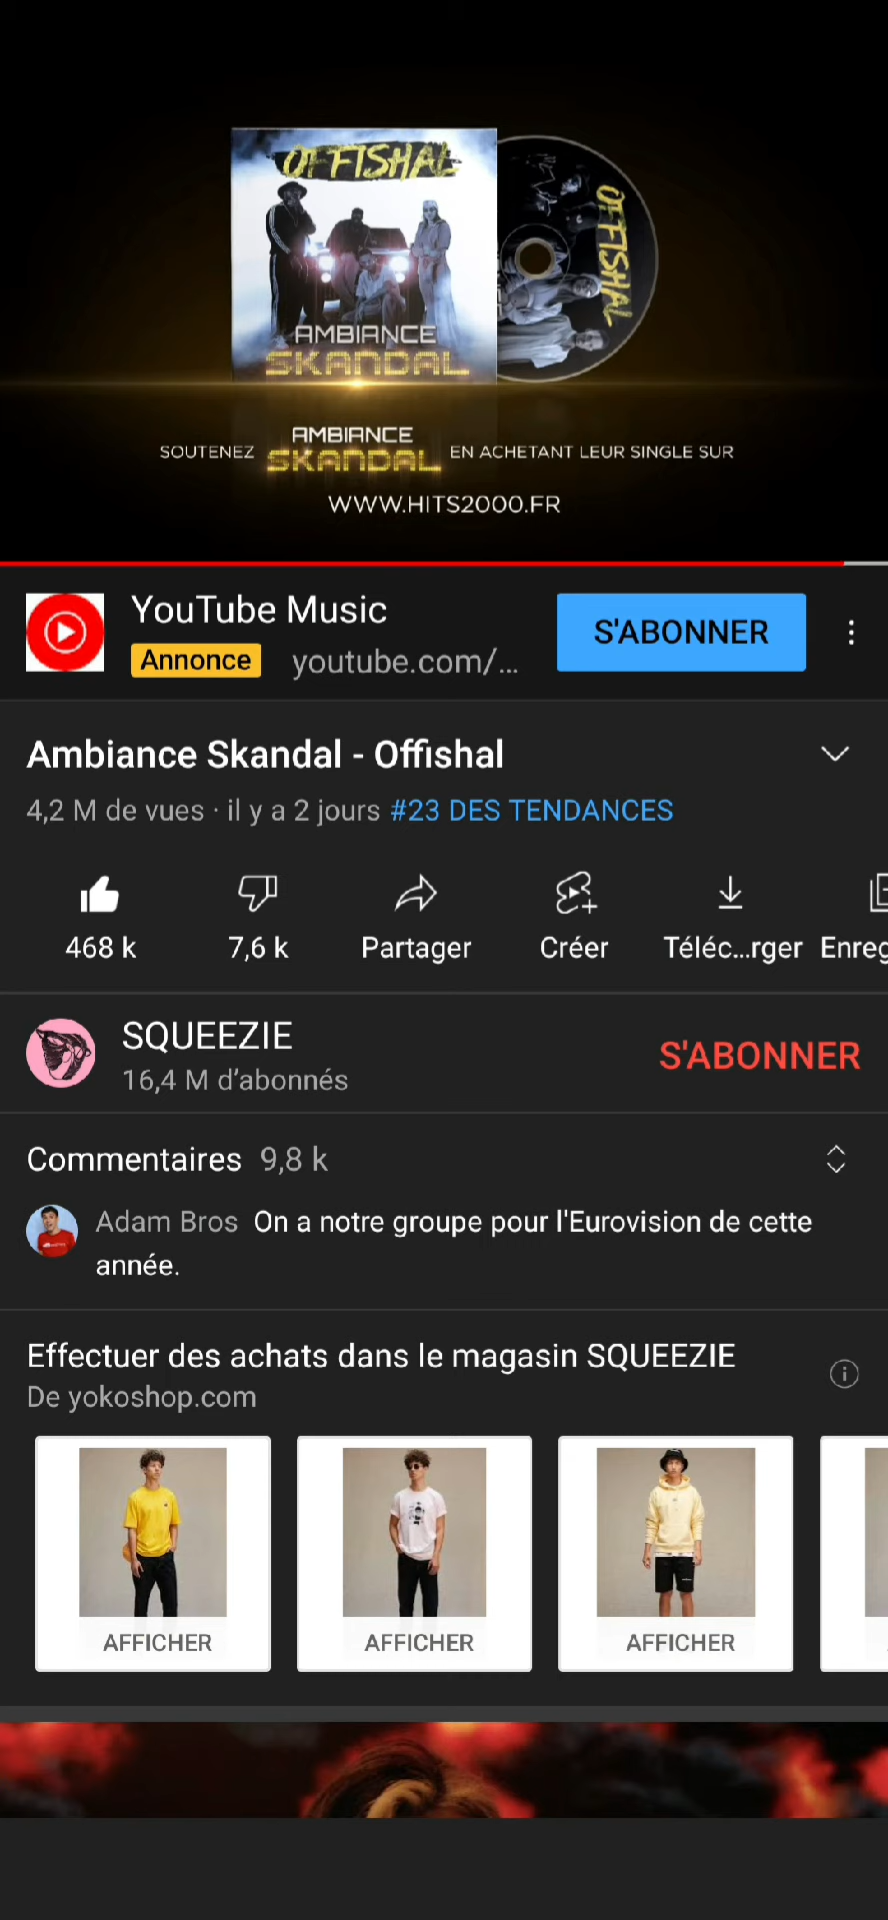 OFFISHAL
OFFISHAL
AMBIANCE
SKANDAL
SOUTENEZ AMBIANCE SKANDAL EN ACHETANT LEUR SINGLE SUR
WWW.HITS2000.FR
YouTube Music
S'ABONNER
Annonce youtube.com/...
Ambiance Skandal - Offishal
4,2 M de vues · il y a 2 jours #23 DES TENDANCES
468 k 7,6 k Partager Créer Téléc...rger Enreg
SQUEEZIE
16,4 M d’abonnés
S'ABONNER
Commentaires 9,8 k
Adam Bros On a notre groupe pour l'Eurovision de cette
année.
Effectuer des achats dans le magasin SQUEEZIE
De yokoshop.com
AFFICHER AFFICHER AFFICHER